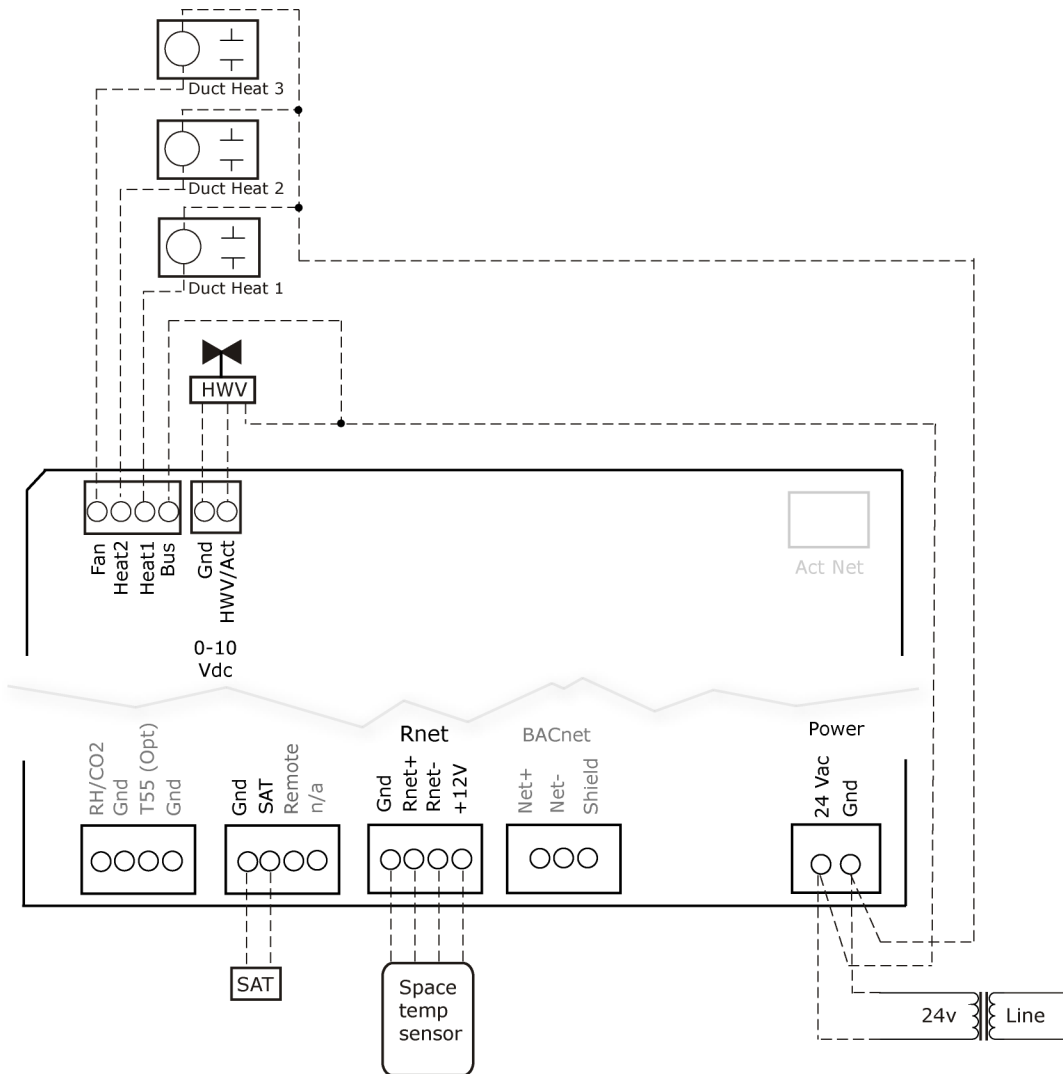 Duct Heat 3
Duct Heat 2
Duct Heat 1
HWV
Fan
Heat2
Heat1
Bus
Gnd
HWV/Act
0-10
Vdc
Act Net
RH/CO2
Gnd
T55 (Opt)
Gnd
Gnd
SAT
Remote
n/a
Rnet
Gnd
Rnet+
Rnet-
+12V
BACnet
Net+
Net-
Shield
Power
24 Vac
Gnd
SAT
Space
temp
sensor
24v
Line